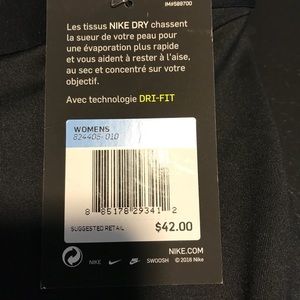 IM#589700
Les tissus NIKE DRY chassent
la sueur de votre peau pour
une évaporation plus rapide
et vous aident à rester à l'aise,
au sec et concentré sur votre
objectif.
Avec technologie DRI-FIT
WOMENS
824405-010
8 85178 29341 2
SUGGESTED RETAIL $42.00
NIKE.COM
NIKE SWOOSH © 2016 Nike